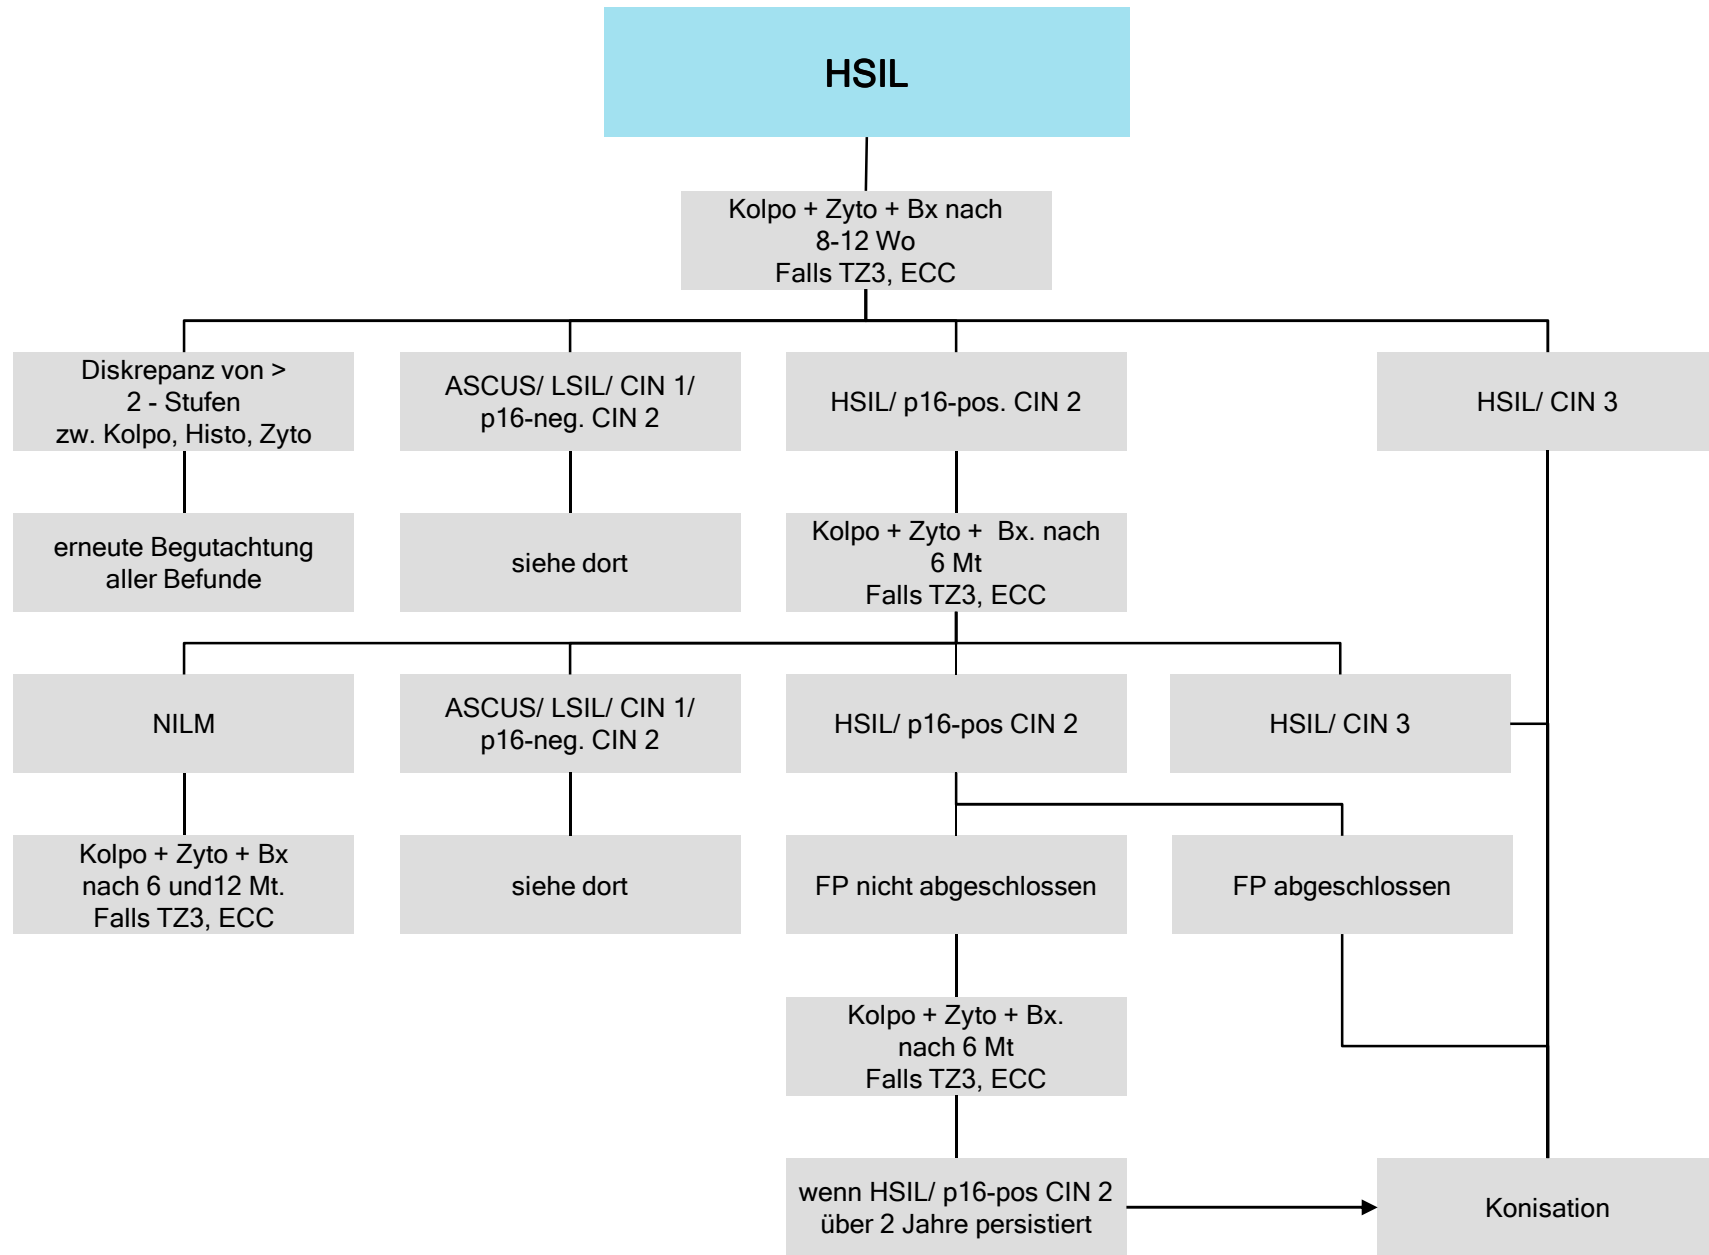 HSIL
Kolpo + Zyto + Bx nach
8-12 Wo
Falls TZ3, ECC
Diskrepanz von >
2 - Stufen
zw. Kolpo, Histo, Zyto
ASCUS/ LSIL/ CIN 1/
p16-neg. CIN 2
HSIL/ p16-pos. CIN 2
HSIL/ CIN 3
erneute Begutachtung
aller Befunde
siehe dort
Kolpo + Zyto + Bx. nach
6 Mt
Falls TZ3, ECC
NILM
ASCUS/ LSIL/ CIN 1/
p16-neg. CIN 2
HSIL/ p16-pos CIN 2
HSIL/ CIN 3
Kolpo + Zyto + Bx
nach 6 und12 Mt.
Falls TZ3, ECC
siehe dort
FP nicht abgeschlossen
FP abgeschlossen
Kolpo + Zyto + Bx.
nach 6 Mt
Falls TZ3, ECC
wenn HSIL/ p16-pos CIN 2
über 2 Jahre persistiert
Konisation